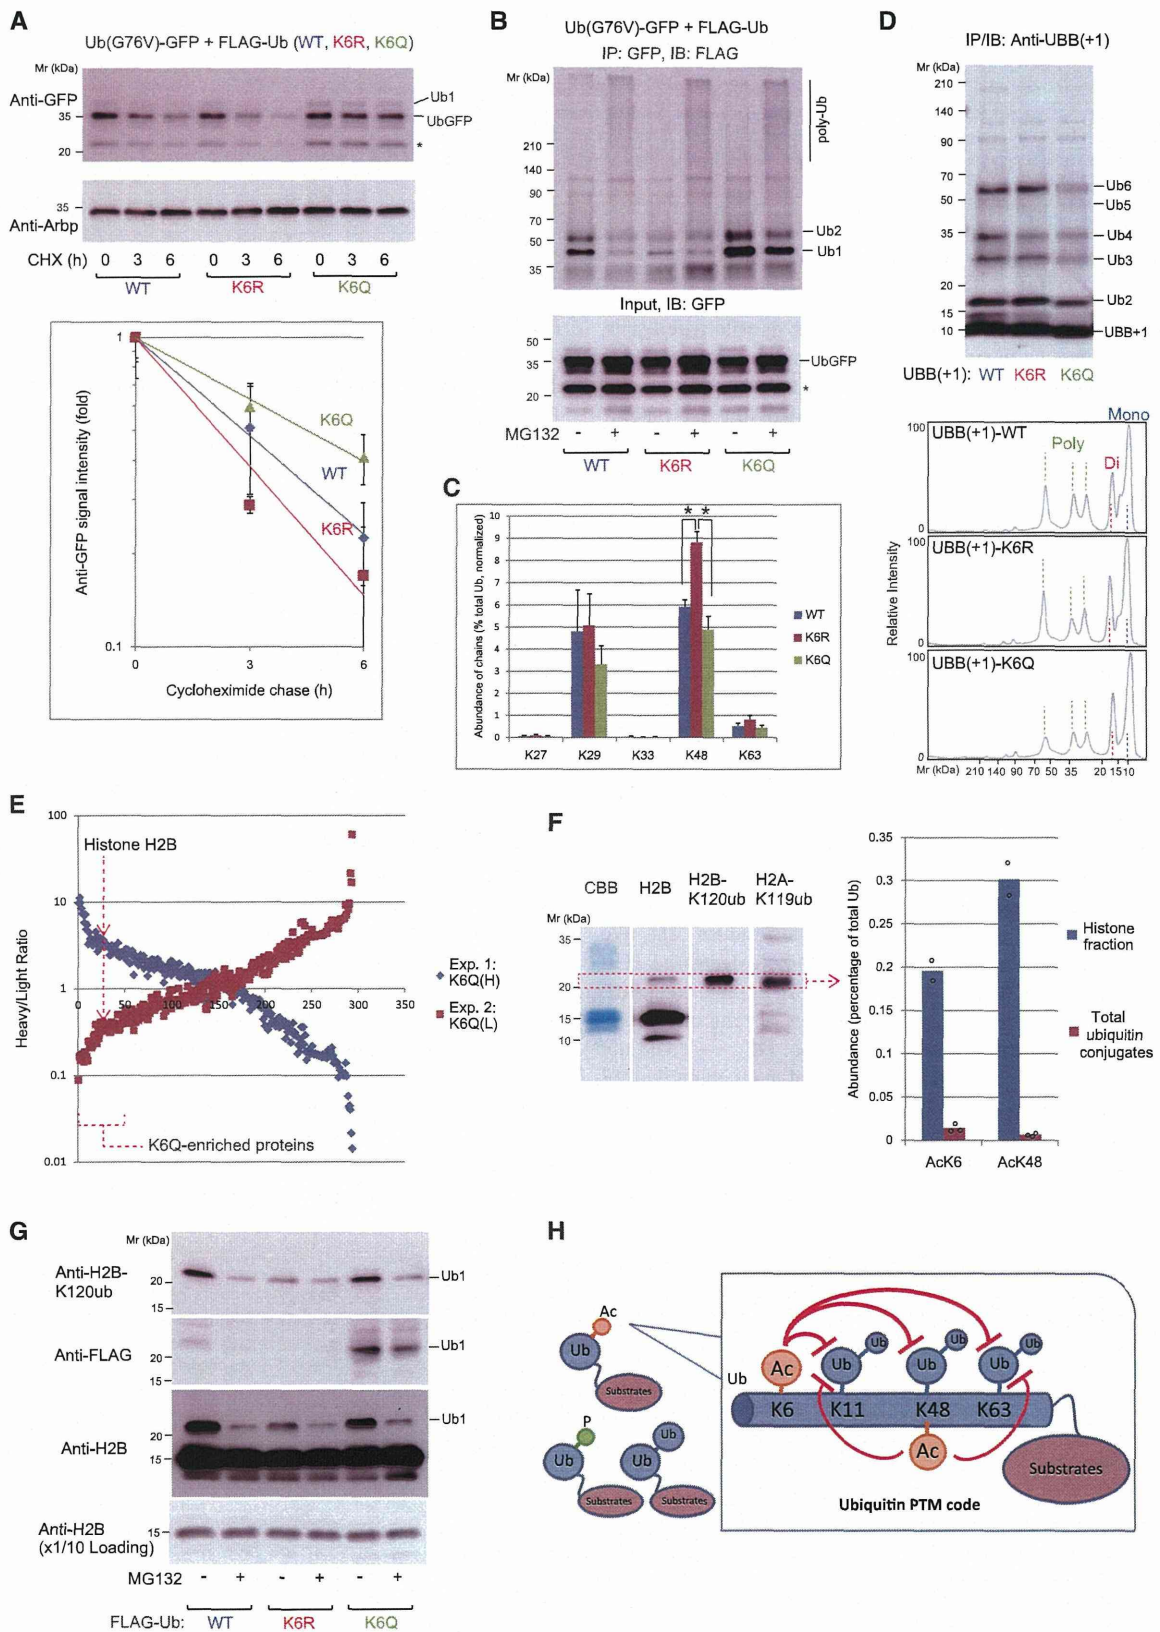 A
Ub(G76V)-GFP + FLAG-Ub (WT, K6R, K6Q)
Mr (kDa)
Anti-GFP
35
20
Ub1
UbGFP
*
35
Anti-Arbp
CHX (h) 0 3 6 0 3 6 0 3 6
WT K6R K6Q
Anti-GFP signal intensity (fold)
1
0.1
K6Q
WT
K6R
0 3 6
Cycloheximide chase (h)
B
Ub(G76V)-GFP + FLAG-Ub
IP: GFP, IB: FLAG
Mr (kDa)
210
140
90
70
50
35
poly-Ub
Ub2
Ub1
Input, IB: GFP
50
35
20
UbGFP
*
MG132 - + - + - +
WT K6R K6Q
C
Abundance of chains (% total Ub, normalized)
10
9
8
7
6
5
4
3
2
1
0
* *
K27 K29 K33 K48 K63
WT
K6R
K6Q
D
IP/IB: Anti-UBB(+1)
Mr (kDa)
210
140
90
70
50
35
20
15
10
Ub6
Ub5
Ub4
Ub3
Ub2
UBB+1
UBB(+1): WT K6R K6Q
Mono
100
UBB(+1)-WT
Poly
Di
0
100
UBB(+1)-K6R
0
100
UBB(+1)-K6Q
0
Relative Intensity
Mr (kDa) 210 140 90 70 50 35 20 15 10
E
Heavy/Light Ratio
100
10
1
0.1
0.01
Histone H2B
0 50 100 150 200 250 300 350
K6Q-enriched proteins
Exp. 1:
K6Q(H)
Exp. 2:
K6Q(L)
F
CBB H2B H2B-K120ub H2A-K119ub
Mr (kDa)
35
20
15
10
Abundance (percentage of total Ub)
0.35
0.3
0.25
0.2
0.15
0.1
0.05
0
AcK6 AcK48
Histone
fraction
Total
ubiquitin
conjugates
G
Mr (kDa)
Anti-H2B-
K120ub
20
15
Ub1
Anti-FLAG
20
15
Ub1
Anti-H2B
20
15
Ub1
Anti-H2B
(x1/10 Loading)
15
MG132 - + - + - +
FLAG-Ub: WT K6R K6Q
H
Ac
Ub
Substrates
P
Ub
Substrates
Ub
Ub
Substrates
Ub
Ac
Ub Ub
Ub Ub
Ub Ub
K6 K11 K48 K63
Ac
Substrates
Ubiquitin PTM code